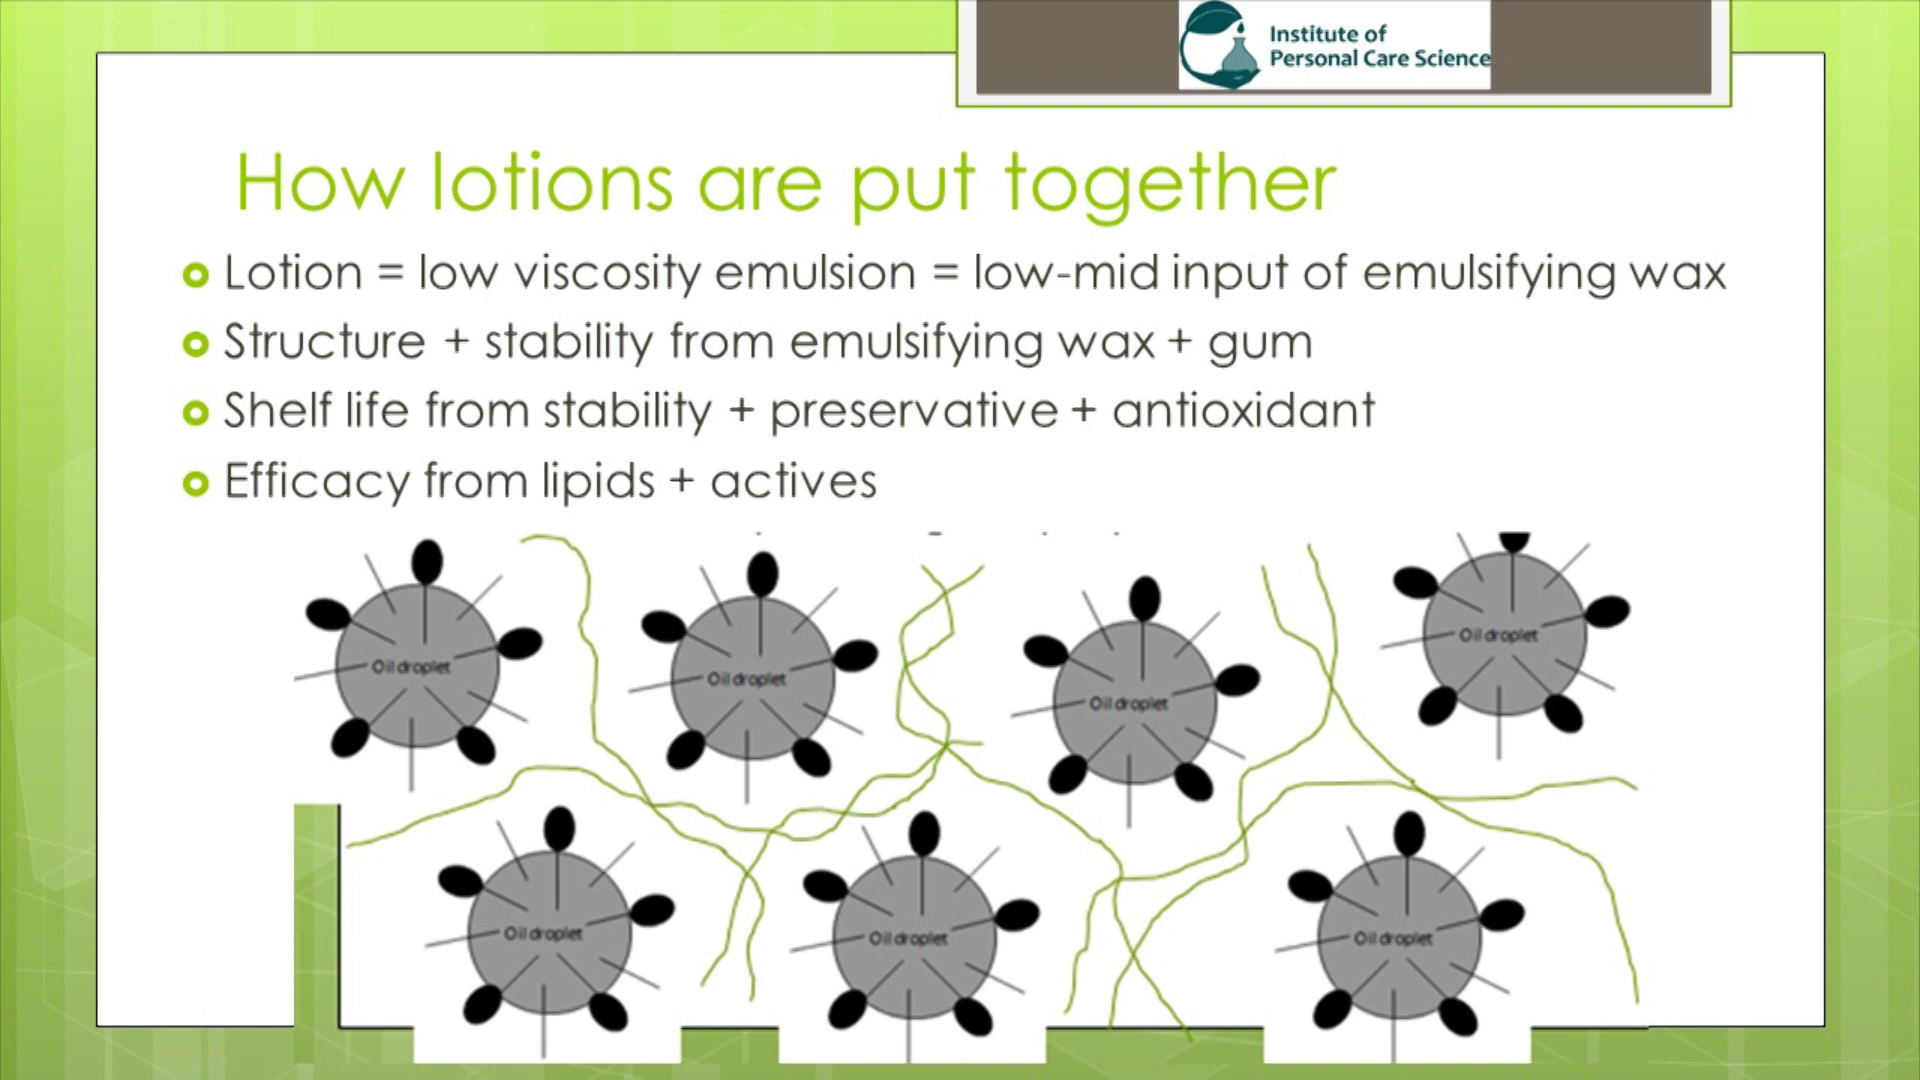 Institute of
Personal Care Science
How lotions are put together
Lotion = low viscosity emulsion = low-mid input of emulsifying wax
Structure + stability from emulsifying wax + gum
Shelf life from stability + preservative + antioxidant
Efficacy from lipids + actives
Oil droplet
Oil droplet
Oil droplet
Oil droplet
Oil droplet
Oil droplet
Oil droplet